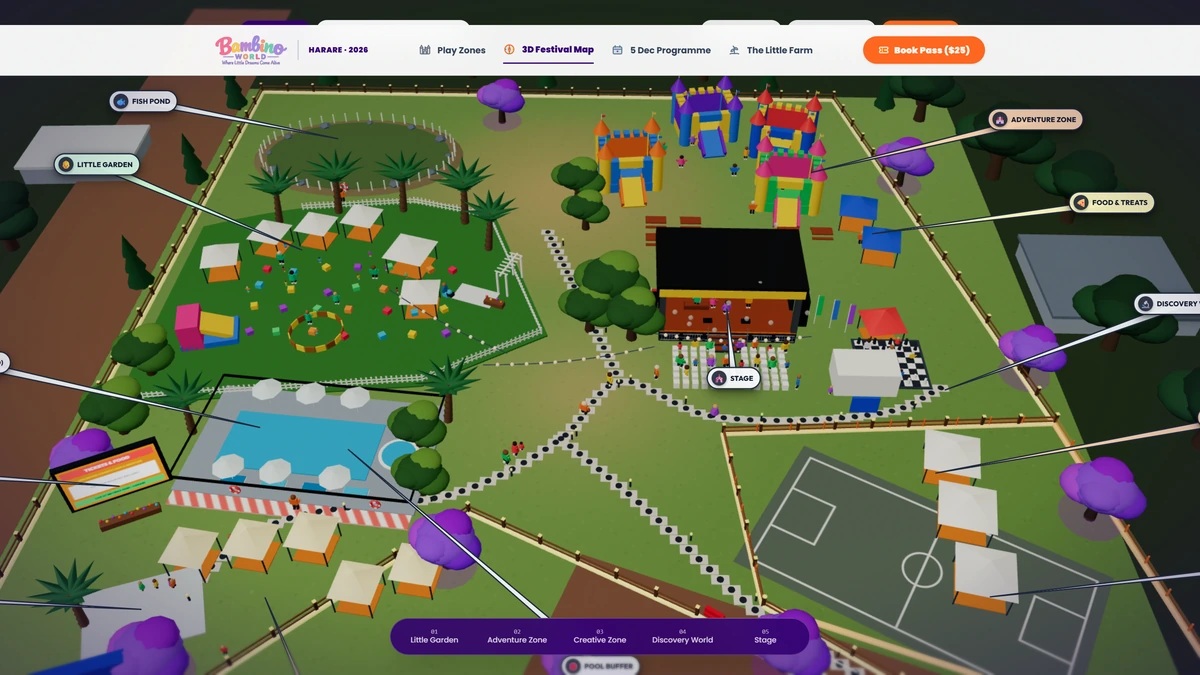 Bambino
WORLD
Where Little Dreams Come Alive
HARARE · 2026
Play Zones
3D Festival Map
5 Dec Programme
The Little Farm
Book Pass ($25)
FISH POND
LITTLE GARDEN
ADVENTURE ZONE
FOOD & TREATS
DISCOVERY
STAGE
01
Little Garden
02
Adventure Zone
03
Creative Zone
04
Discovery World
05
Stage
POOL BUFFER